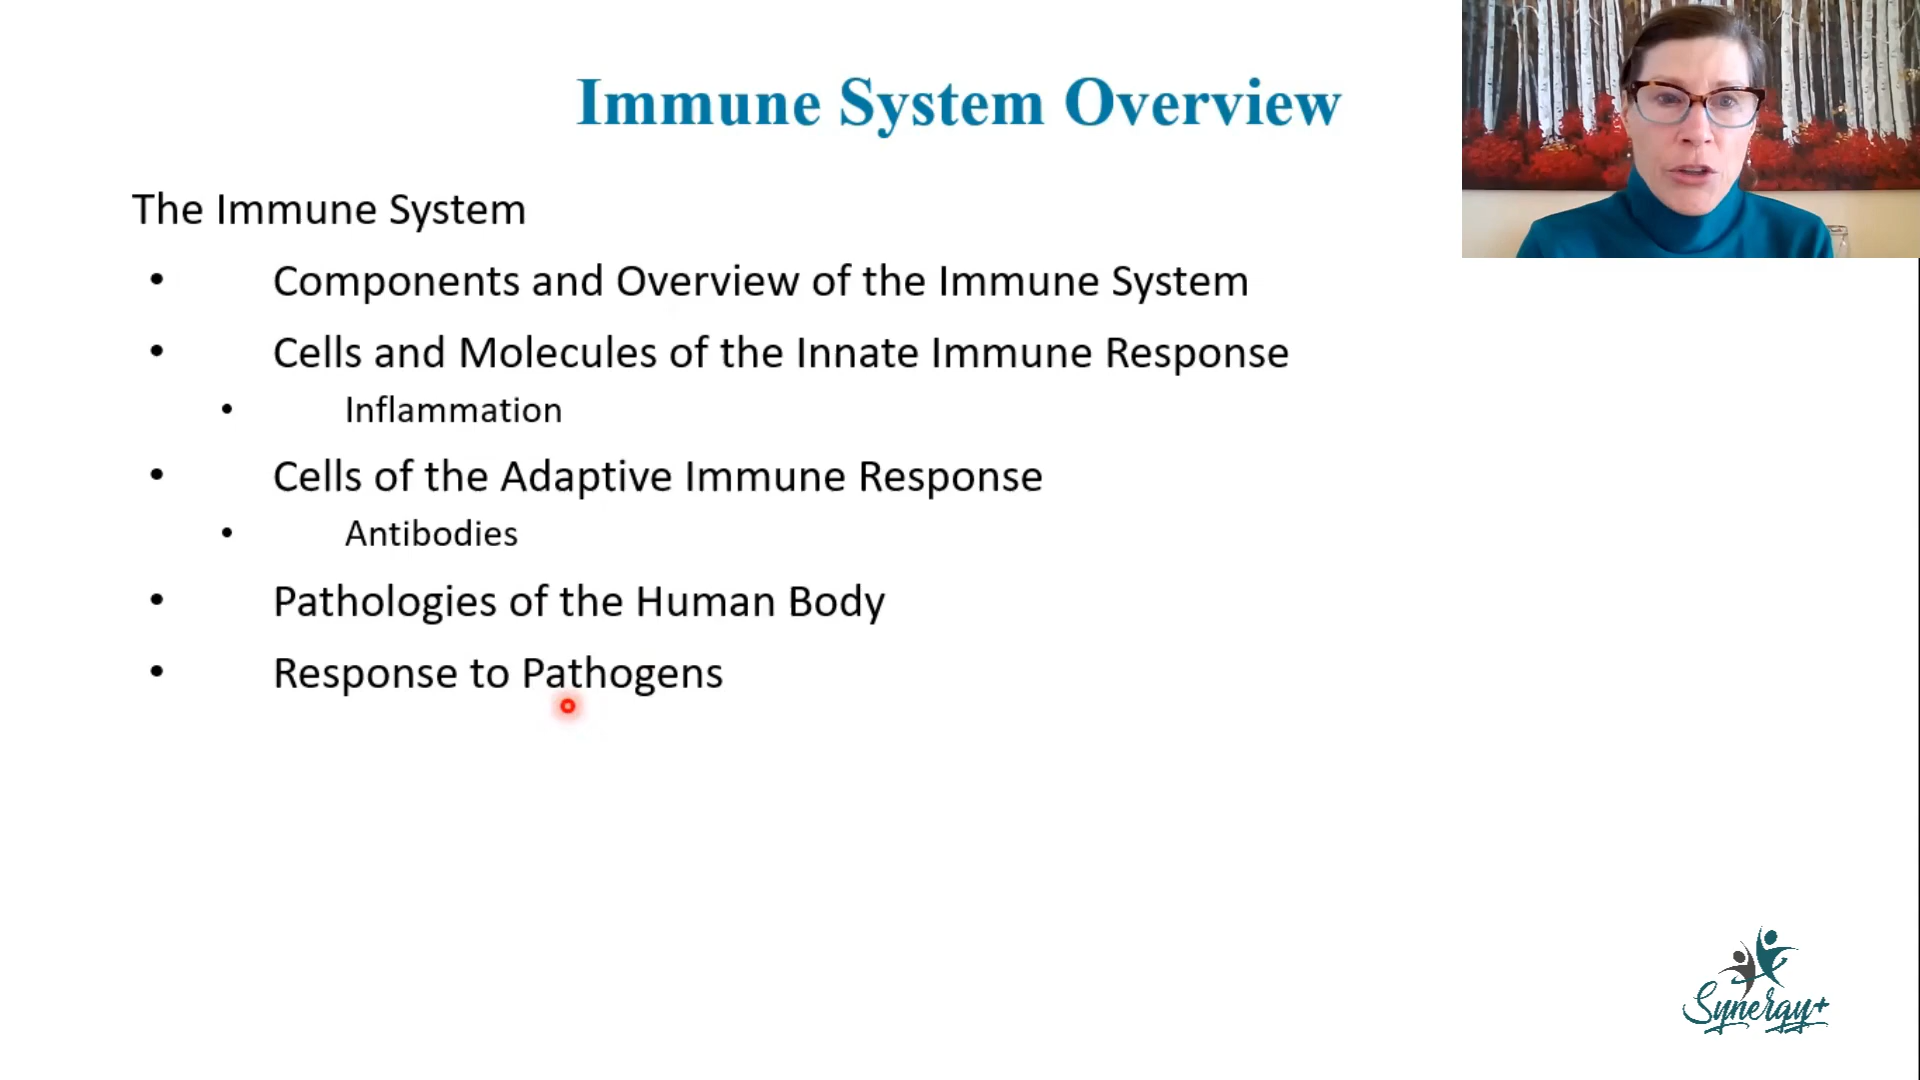 Immune System Overview
The Immune System
• Components and Overview of the Immune System
• Cells and Molecules of the Innate Immune Response
• Inflammation
• Cells of the Adaptive Immune Response
• Antibodies
• Pathologies of the Human Body
• Response to Pathogens
Synergy+